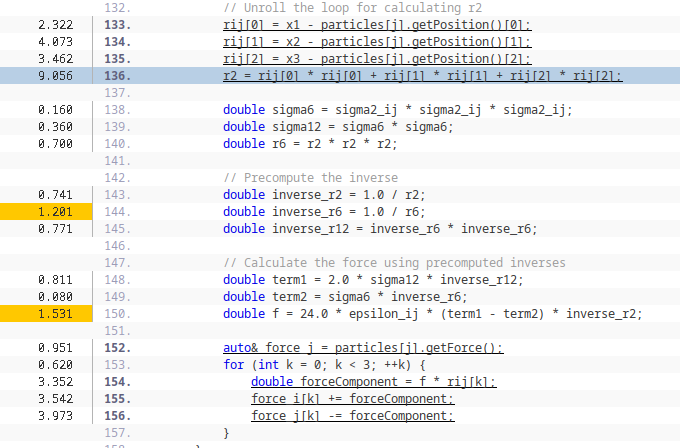 132. // Unroll the loop for calculating r2
2.322 133. rij[0] = x1 - particles[j].getPosition()[0];
4.073 134. rij[1] = x2 - particles[j].getPosition()[1];
3.462 135. rij[2] = x3 - particles[j].getPosition()[2];
9.056 136. r2 = rij[0] * rij[0] + rij[1] * rij[1] + rij[2] * rij[2];
137.
0.160 138. double sigma6 = sigma2_ij * sigma2_ij * sigma2_ij;
0.360 139. double sigma12 = sigma6 * sigma6;
0.700 140. double r6 = r2 * r2 * r2;
141.
142. // Precompute the inverse
0.741 143. double inverse_r2 = 1.0 / r2;
1.201 144. double inverse_r6 = 1.0 / r6;
0.771 145. double inverse_r12 = inverse_r6 * inverse_r6;
146.
147. // Calculate the force using precomputed inverses
0.811 148. double term1 = 2.0 * sigma12 * inverse_r12;
0.080 149. double term2 = sigma6 * inverse_r6;
1.531 150. double f = 24.0 * epsilon_ij * (term1 - term2) * inverse_r2;
151.
0.951 152. auto& force_j = particles[j].getForce();
0.620 153. for (int k = 0; k < 3; ++k) {
3.352 154. double forceComponent = f * rij[k];
3.542 155. force_i[k] += forceComponent;
3.973 156. force_j[k] -= forceComponent;
157. }